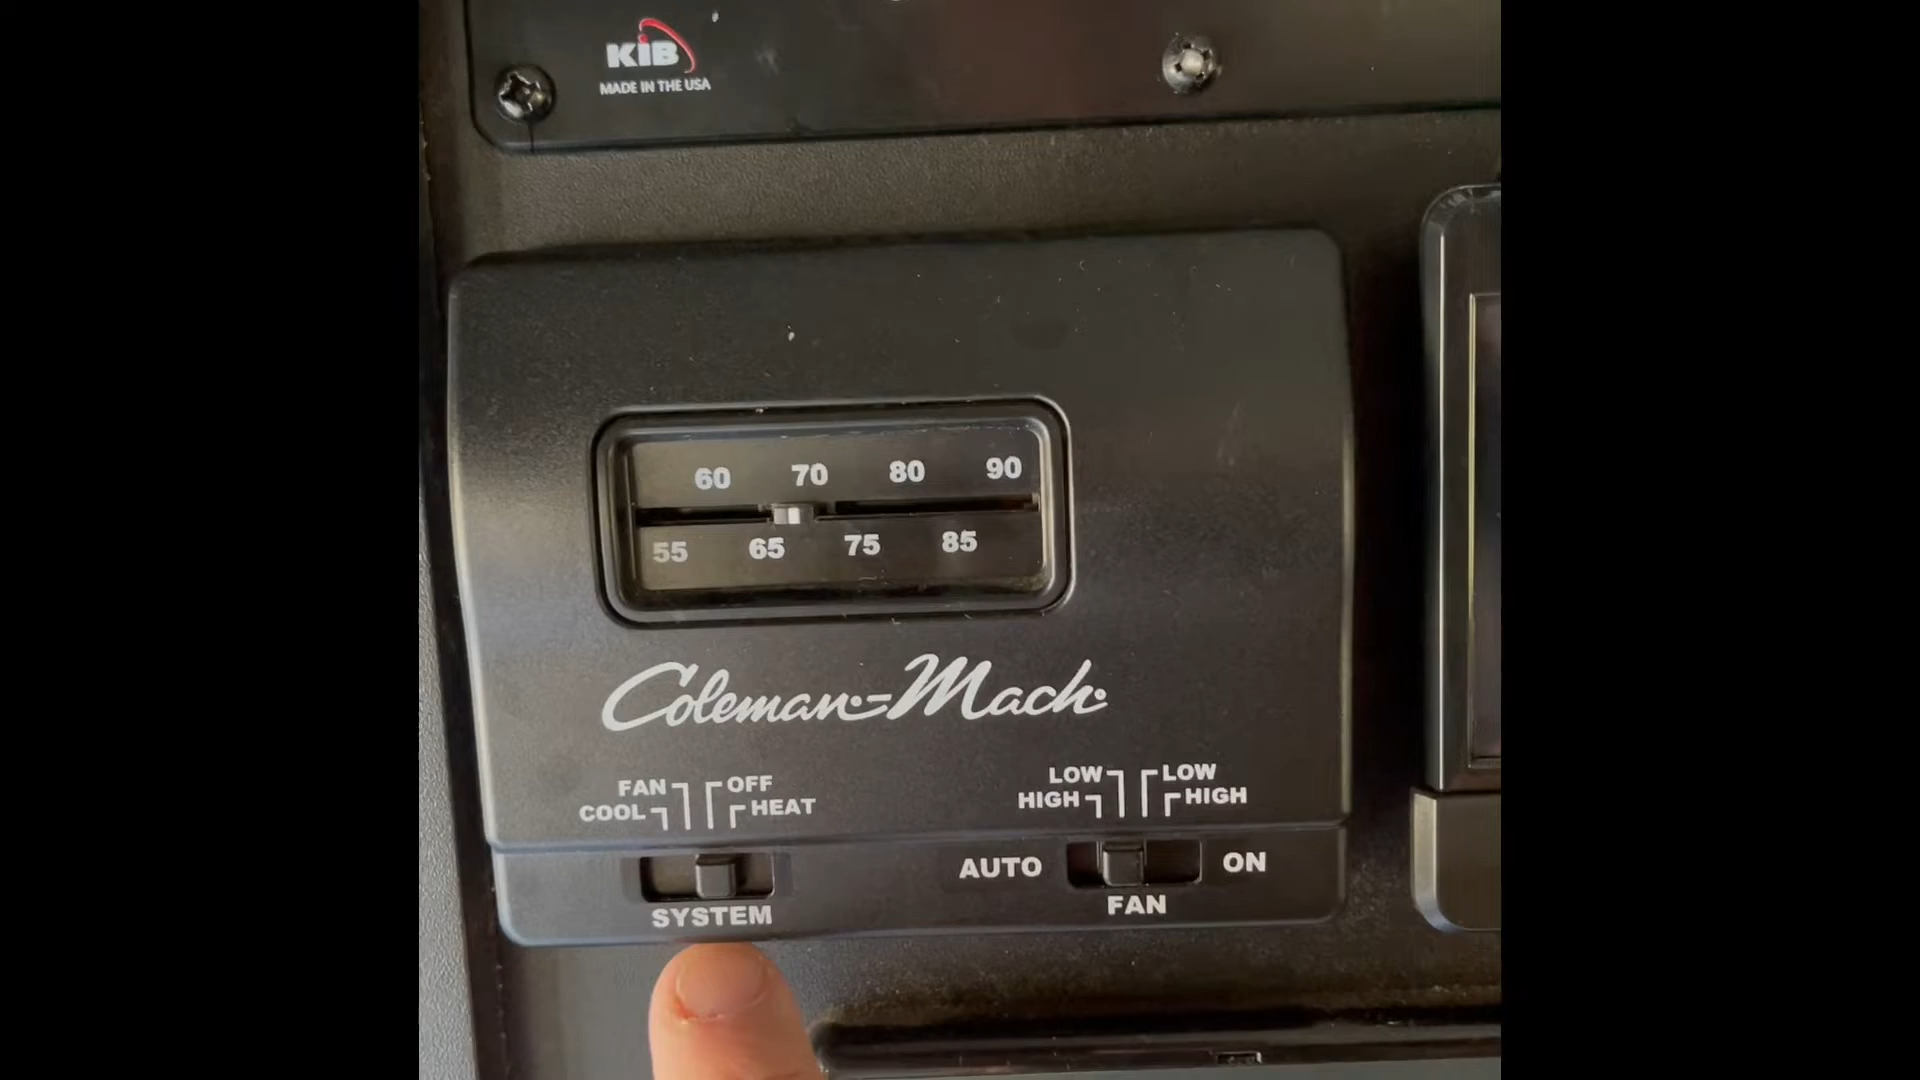 KiB
MADE IN THE USA
60 70 80 90
55 65 75 85
Coleman-Mach
FAN OFF
COOL HEAT
LOW LOW
HIGH HIGH
AUTO ON
SYSTEM
FAN